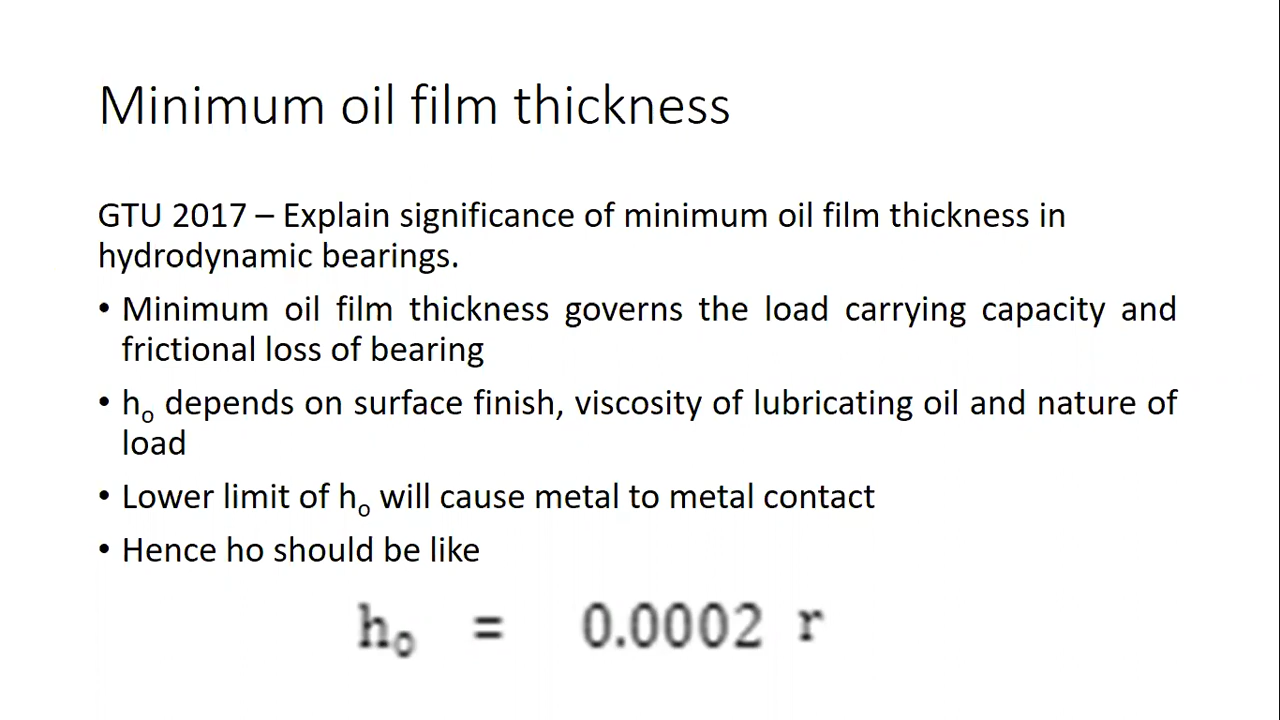 Minimum oil film thickness
GTU 2017 – Explain significance of minimum oil film thickness in
hydrodynamic bearings.
• Minimum oil film thickness governs the load carrying capacity and
frictional loss of bearing
• hₒ depends on surface finish, viscosity of lubricating oil and nature of
load
• Lower limit of hₒ will cause metal to metal contact
• Hence ho should be like
hₒ = 0.0002 r